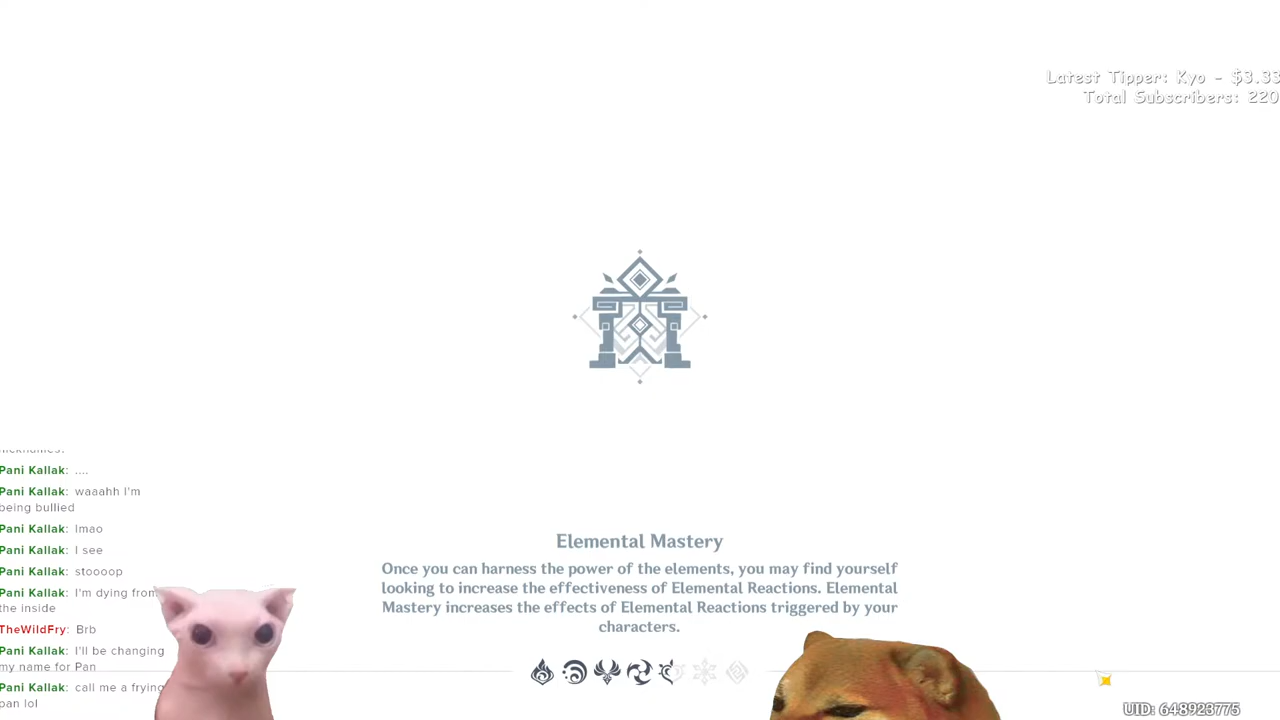 Latest Tipper: Kyo - $3.33
Total Subscribers: 220
Pani Kallak: ....
Pani Kallak: waaahh I'm
being bullied
Pani Kallak: lmao
Pani Kallak: I see
Pani Kallak: stoooop
Pani Kallak: I'm dying from
the inside
TheWildFry: Brb
Pani Kallak: I'll be changing
my name for Pan
Pani Kallak: call me a frying
pan lol
Elemental Mastery
Once you can harness the power of the elements, you may find yourself
looking to increase the effectiveness of Elemental Reactions. Elemental
Mastery increases the effects of Elemental Reactions triggered by your
characters.
UID: 648923775